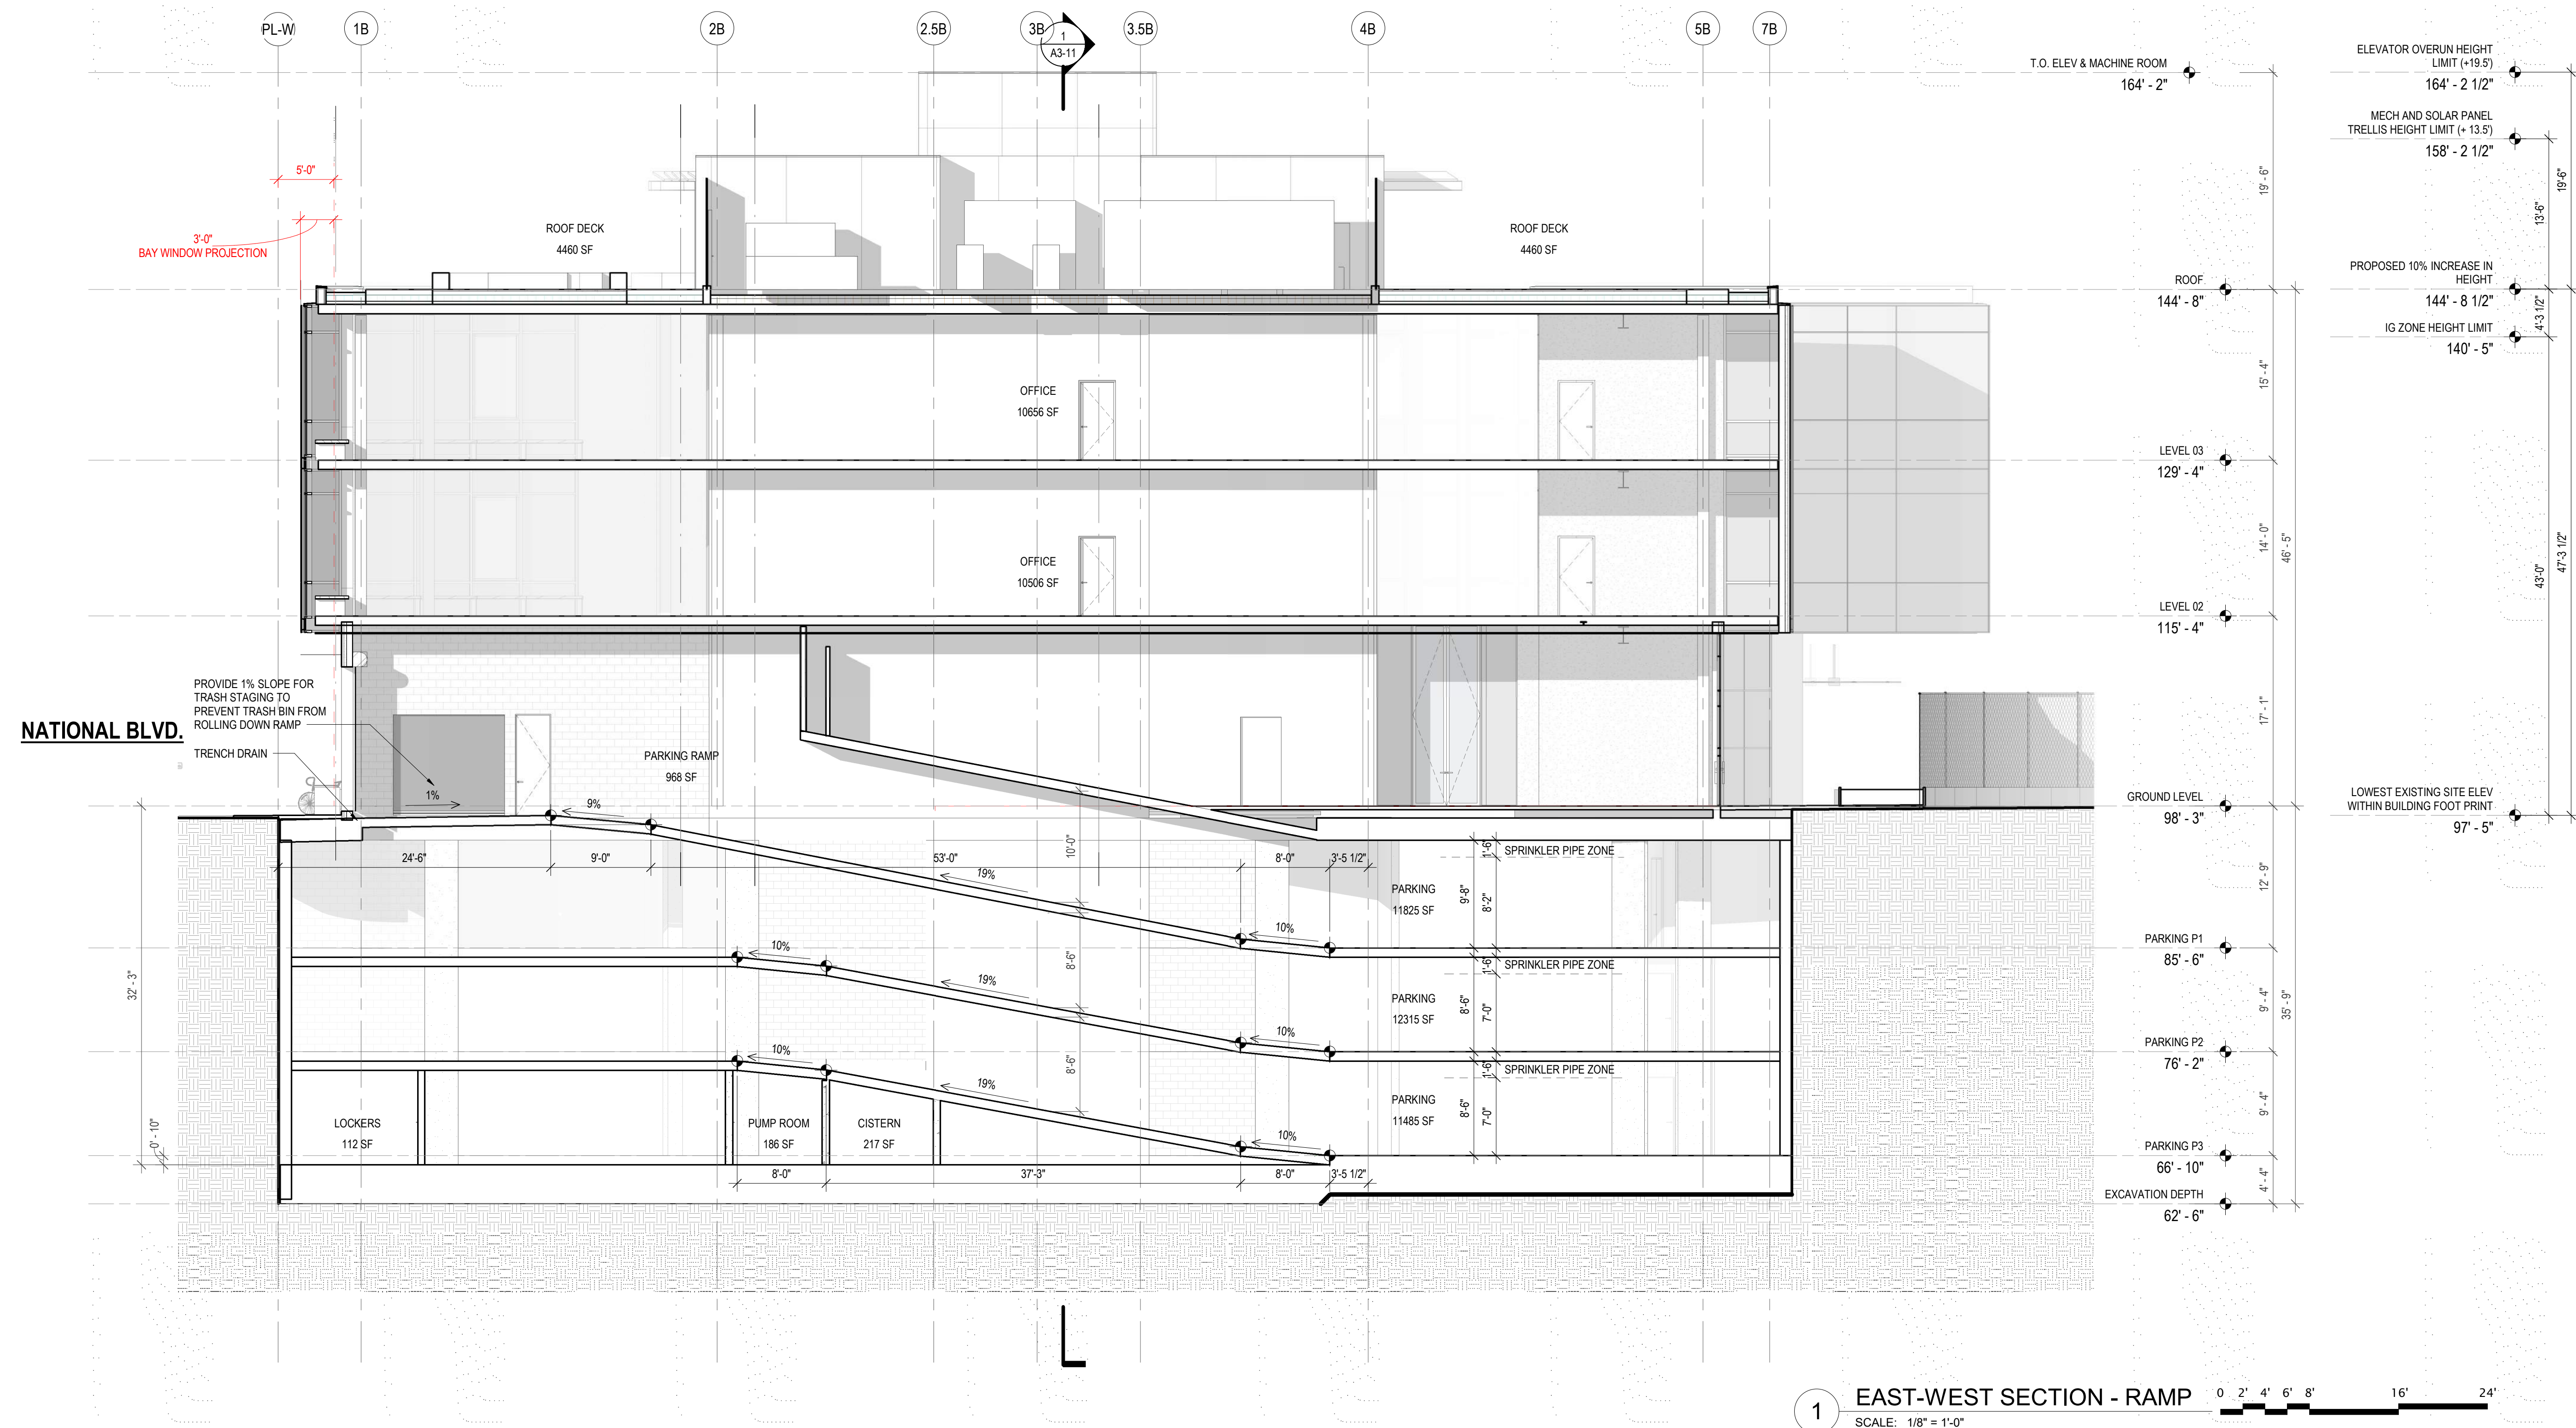 PL-W
1B
2B
2.5B
3B
1
A3-11
3.5B
4B
5B
7B
T.O. ELEV & MACHINE ROOM
164' - 2"
ELEVATOR OVERUN HEIGHT
LIMIT (+19.5')
164' - 2 1/2"
MECH AND SOLAR PANEL
TRELLIS HEIGHT LIMIT (+ 13.5')
158' - 2 1/2"
19' - 6"
13'-6"
19'-6"
5'-0"
3'-0"
BAY WINDOW PROJECTION
ROOF DECK
4460 SF
ROOF DECK
4460 SF
ROOF
144' - 8"
PROPOSED 10% INCREASE IN
HEIGHT
144' - 8 1/2"
4'-3 1/2"
IG ZONE HEIGHT LIMIT
140' - 5"
OFFICE
10656 SF
15' - 4"
LEVEL 03
129' - 4"
OFFICE
10506 SF
14' - 0"
46' - 5"
43'-0"
47'-3 1/2"
LEVEL 02
115' - 4"
17' - 1"
PROVIDE 1% SLOPE FOR
TRASH STAGING TO
PREVENT TRASH BIN FROM
ROLLING DOWN RAMP
NATIONAL BLVD.
TRENCH DRAIN
PARKING RAMP
968 SF
1%
9%
GROUND LEVEL
98' - 3"
LOWEST EXISTING SITE ELEV
WITHIN BUILDING FOOT PRINT
97' - 5"
24'-6"
9'-0"
53'-0"
10'-0"
8'-0"
3'-5 1/2"
1'-6"
SPRINKLER PIPE ZONE
19%
PARKING
11825 SF
9'-8"
8'-2"
12' - 9"
10%
10%
PARKING P1
85' - 6"
32' - 3"
8'-6"
1'-6"
SPRINKLER PIPE ZONE
19%
PARKING
12315 SF
8'-6"
7'-0"
9' - 4"
35' - 9"
10%
10%
PARKING P2
76' - 2"
8'-6"
1'-6"
SPRINKLER PIPE ZONE
19%
PARKING
11485 SF
8'-6"
7'-0"
9' - 4"
LOCKERS
112 SF
PUMP ROOM
186 SF
CISTERN
217 SF
10%
0' - 10"
PARKING P3
66' - 10"
8'-0"
37'-3"
8'-0"
3'-5 1/2"
4' - 4"
EXCAVATION DEPTH
62' - 6"
1
EAST-WEST SECTION - RAMP
SCALE: 1/8" = 1'-0"
0 2' 4' 6' 8' 16' 24'